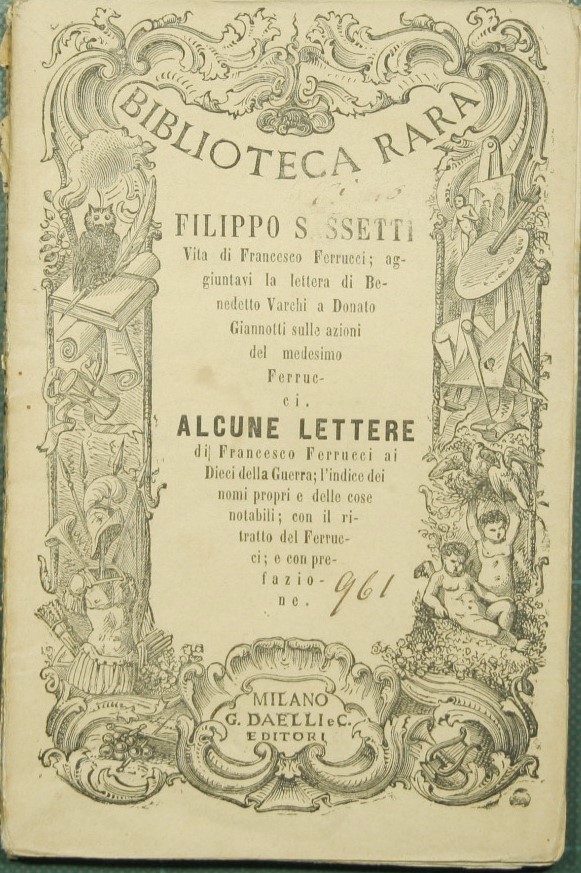 BIBLIOTECA RARA
FILIPPO SASSETTI
Vita di Francesco Ferrucci; ag-
giuntavi la lettera di Be-
nedetto Varchi a Donato
Giannotti sulle azioni
del medesimo
Ferruc-
ci.
ALCUNE LETTERE
di Francesco Ferrucci ai
Dieci della Guerra; l'indice dei
nomi propri e delle cose
notabili; con il ri-
tratto del Ferruc-
ci; e con pre-
fazio-
ne.
961
MILANO
G. DAELLI e C.
EDITORI